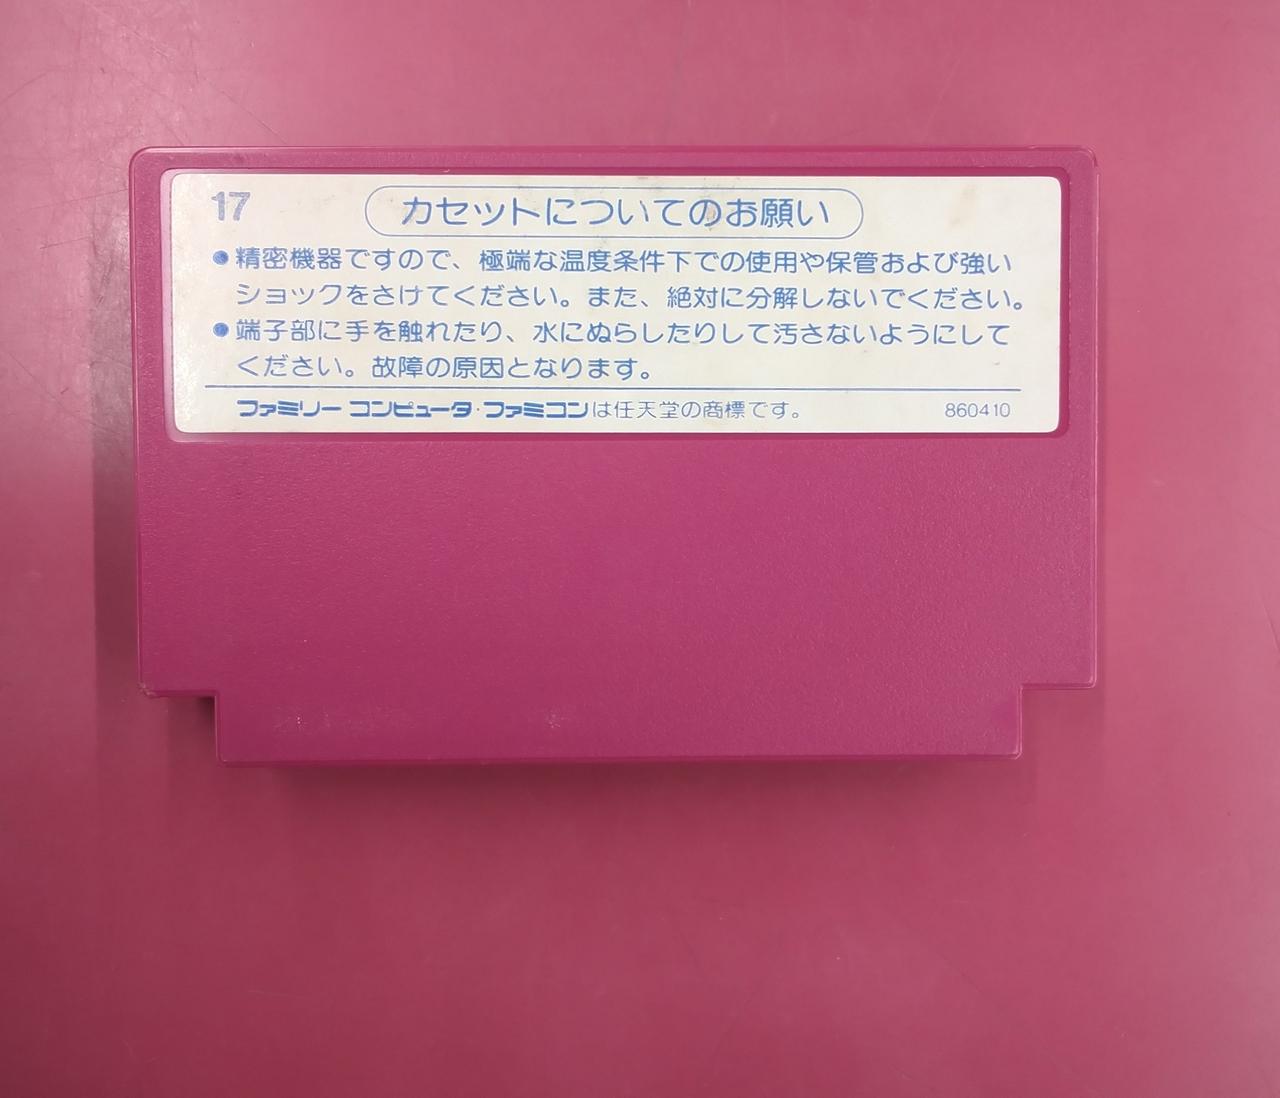 17
カセットについてのお願い
●精密機器ですので、極端な温度条件下での使用や保管および強い
ショックをさけてください。また、絶対に分解しないでください。
●端子部に手を触れたり、水にぬらしたりして汚さないようにして
ください。故障の原因となります。
ファミリー コンピュータ・ファミコンは任天堂の商標です。 860410